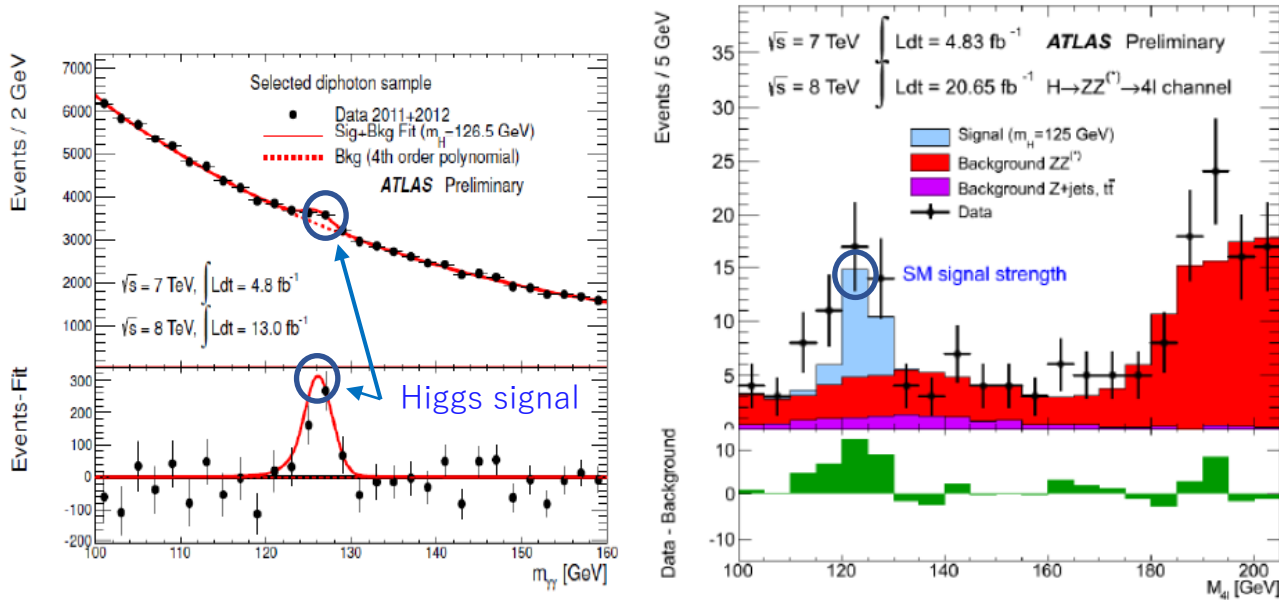 Events / 2 GeV
7000
6000
5000
4000
3000
2000
1000
Selected diphoton sample
Data 2011+2012
Sig+Bkg Fit (m_H−126.5 GeV)
Bkg (4th order polynomial)
ATLAS Preliminary
√s = 7 TeV, ∫Ldt = 4.8 fb⁻¹
√s = 8 TeV, ∫Ldt = 13.0 fb⁻¹
Events-Fit
300
200
100
0
-100
-200
Higgs signal
100 110 120 130 140 150 160
m_γγ [GeV]
Events / 5 GeV
35
30
25
20
15
10
5
0
√s = 7 TeV ∫Ldt = 4.83 fb⁻¹ ATLAS Preliminary
√s = 8 TeV ∫Ldt = 20.65 fb⁻¹ H→ZZ⁽*⁾→4l channel
Signal (m_H=125 GeV)
Background ZZ⁽*⁾
Background Z+jets, tt̄
Data
SM signal strength
Data - Background
10
0
-10
100 120 140 160 180 200
M_4l [GeV]